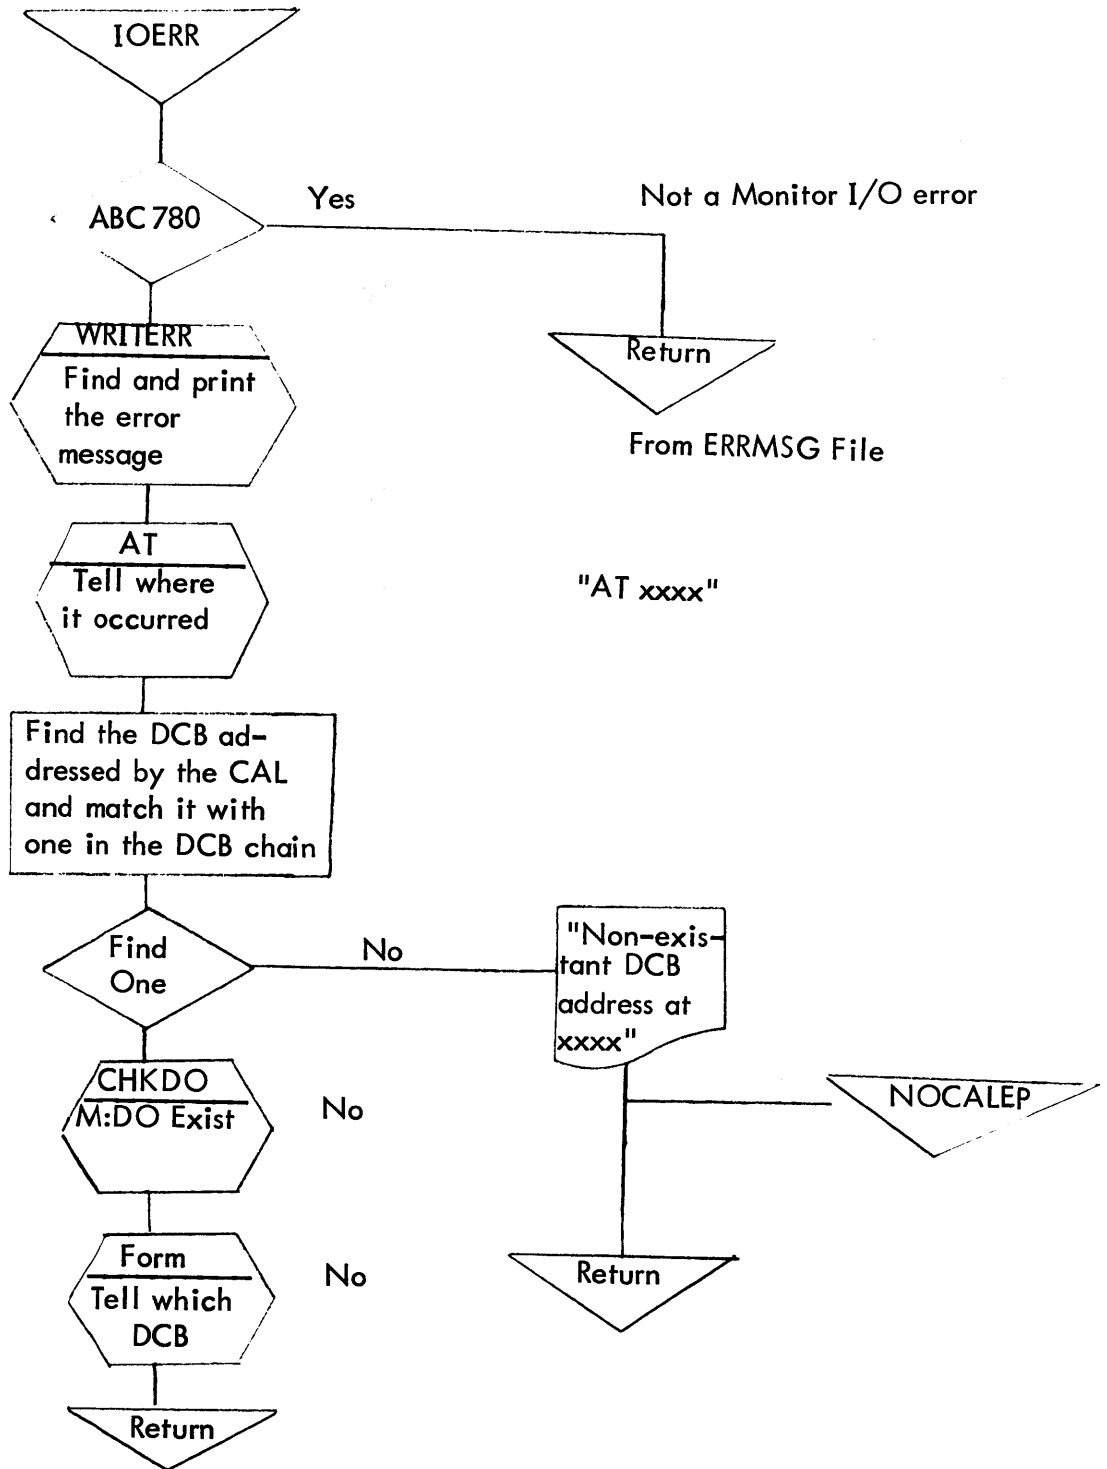 IOERR
ABC 780
Yes
Not a Monitor I/O error
Return
From ERRMSG File
WRITERR
Find and print
the error
message
AT
Tell where
it occurred
"AT xxxx"
Find the DCB ad-
dressed by the CAL
and match it with
one in the DCB chain
Find
One
No
"Non-exis-
tant DCB
address at
xxxx"
NOCALEP
Return
CHKDO
M:DO Exist
No
Form
Tell which
DCB
No
Return